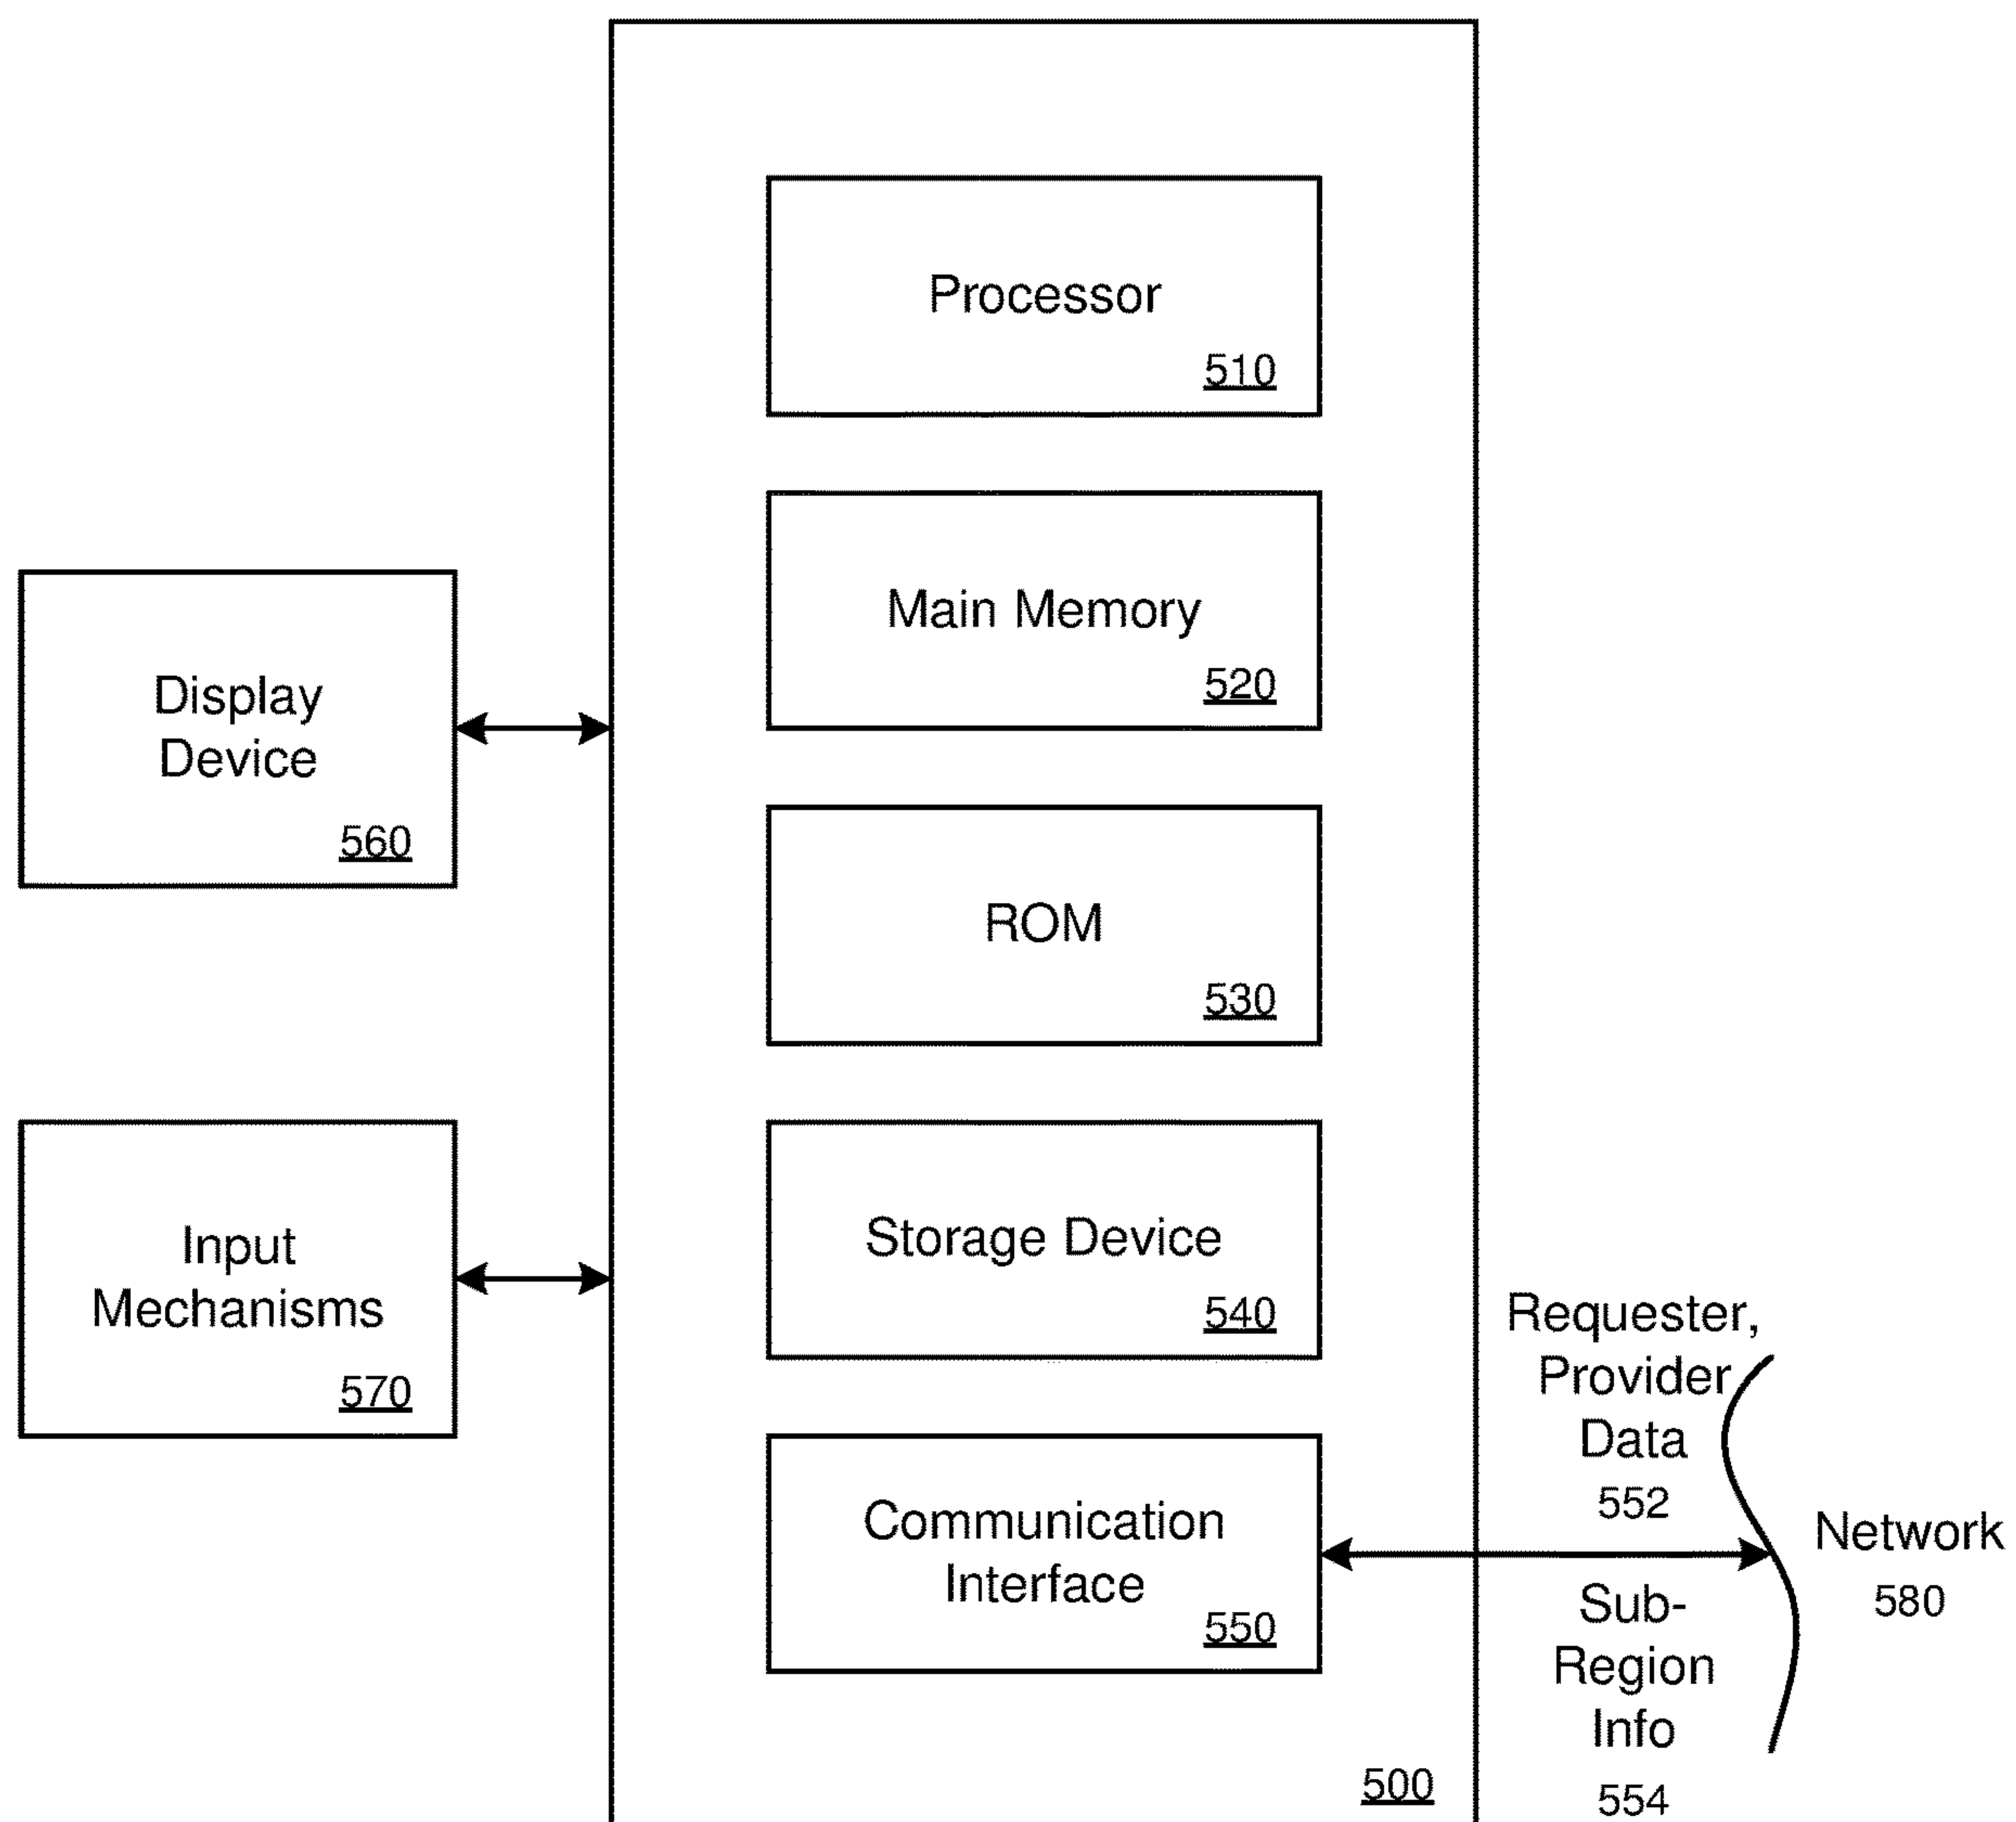 Processor
510
Main Memory
520
Display
Device
560
ROM
530
Input
Mechanisms
570
Storage Device
540
Communication
Interface
550
Requester,
Provider
Data
552
Network
580
Sub-
Region
Info
554
500